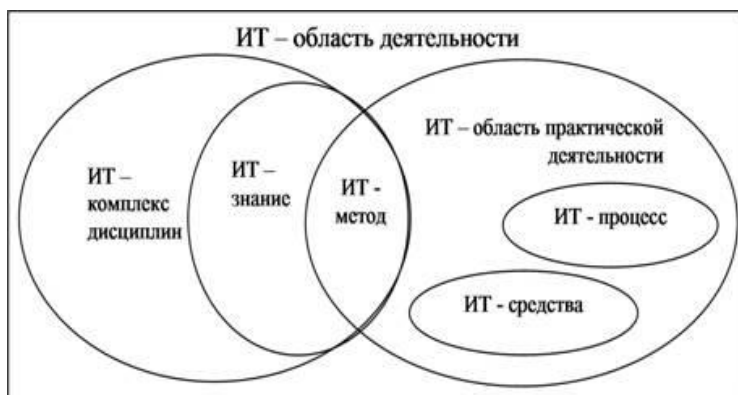 ИТ – область деятельности
ИТ – область практической
деятельности
ИТ –
комплекс
дисциплин
ИТ –
знание
ИТ -
метод
ИТ - процесс
ИТ - средства